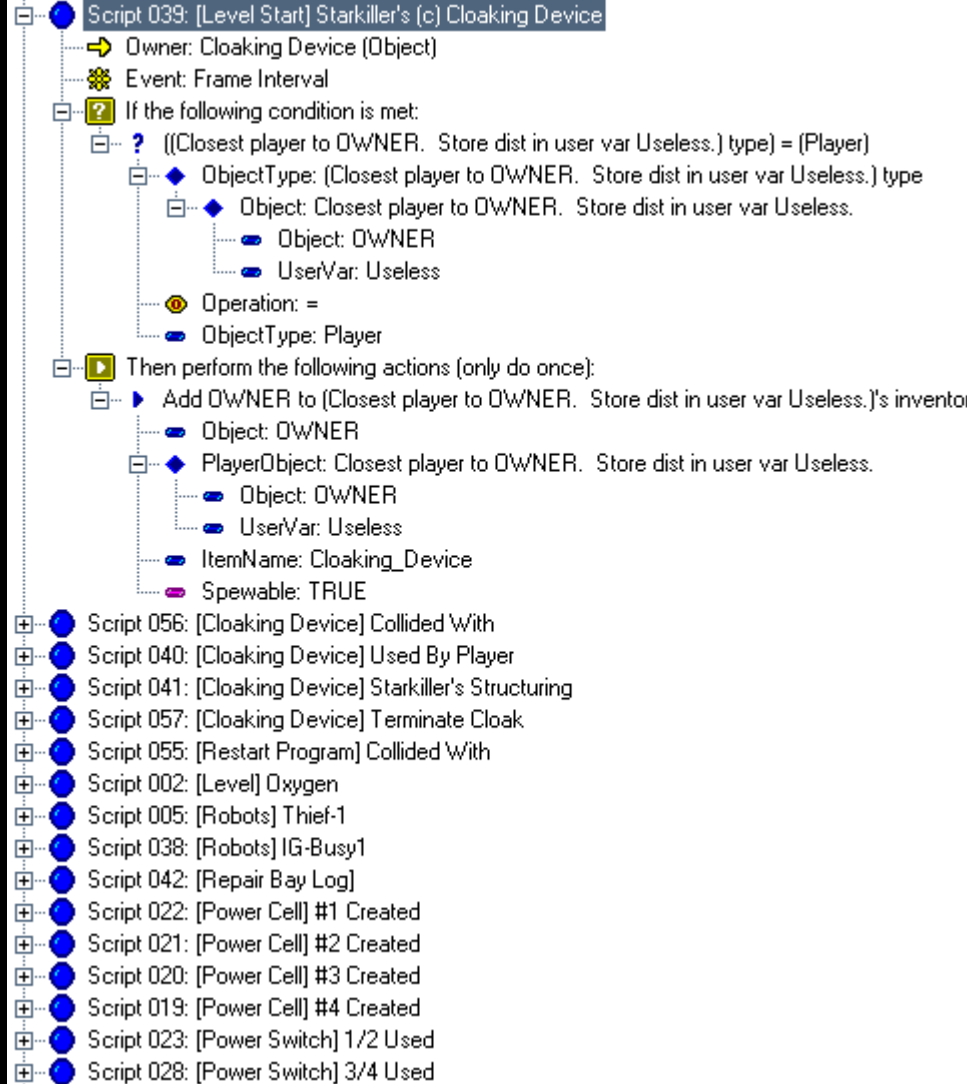 Script 039: [Level Start] Starkiller's (c) Cloaking Device
Owner: Cloaking Device (Object)
Event: Frame Interval
If the following condition is met:
((Closest player to OWNER. Store dist in user var Useless.) type) = (Player)
ObjectType: (Closest player to OWNER. Store dist in user var Useless.) type
Object: Closest player to OWNER. Store dist in user var Useless.
Object: OWNER
UserVar: Useless
Operation: =
ObjectType: Player
Then perform the following actions (only do once):
Add OWNER to (Closest player to OWNER. Store dist in user var Useless.)'s inventor
Object: OWNER
PlayerObject: Closest player to OWNER. Store dist in user var Useless.
Object: OWNER
UserVar: Useless
ItemName: Cloaking_Device
Spewable: TRUE
Script 056: [Cloaking Device] Collided With
Script 040: [Cloaking Device] Used By Player
Script 041: [Cloaking Device] Starkiller's Structuring
Script 057: [Cloaking Device] Terminate Cloak
Script 055: [Restart Program] Collided With
Script 002: [Level] Oxygen
Script 005: [Robots] Thief-1
Script 038: [Robots] IG-Busy1
Script 042: [Repair Bay Log]
Script 022: [Power Cell] #1 Created
Script 021: [Power Cell] #2 Created
Script 020: [Power Cell] #3 Created
Script 019: [Power Cell] #4 Created
Script 023: [Power Switch] 1/2 Used
Script 028: [Power Switch] 3/4 Used